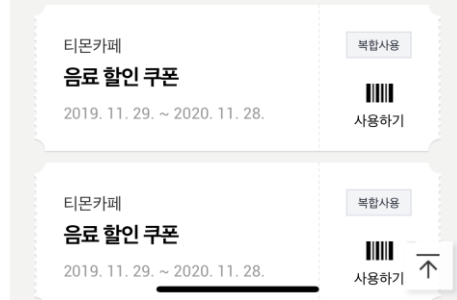 티몬카페
복합사용
음료 할인 쿠폰
2019. 11. 29. ~ 2020. 11. 28.
사용하기
티몬카페
복합사용
음료 할인 쿠폰
2019. 11. 29. ~ 2020. 11. 28.
사용하기